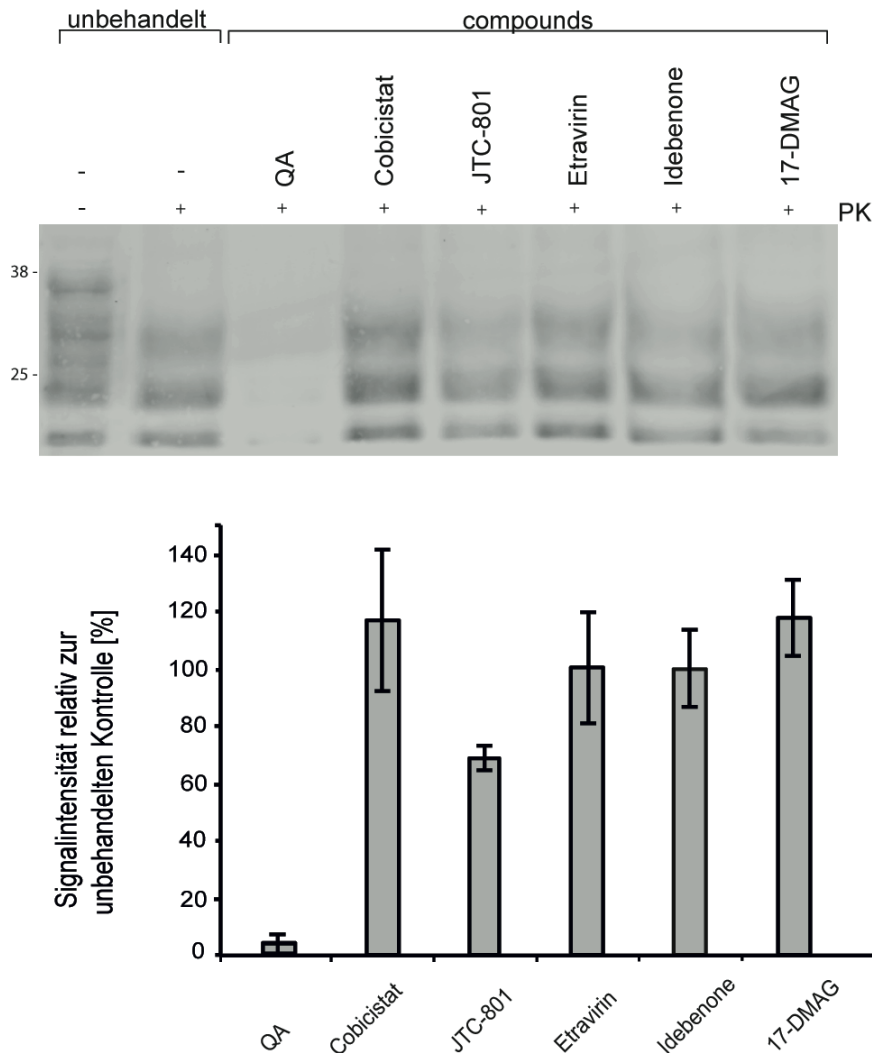 unbehandelt compounds
- - QA Cobicistat JTC-801 Etravirin Idebenone 17-DMAG
- + + + + + + + PK
38 -
25 -
Signalintensität relativ zur
unbehandelten Kontrolle [%]
140
120
100
80
60
40
20
0
QA Cobicistat JTC-801 Etravirin Idebenone 17-DMAG